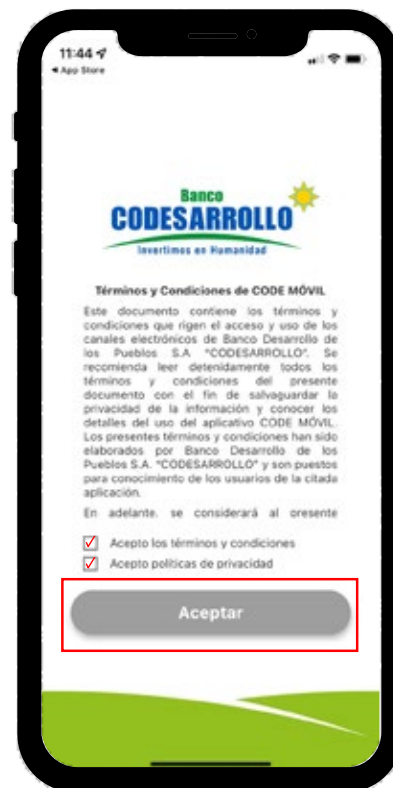 11:44
◀ App Store
Banco
CODESARROLLO
Invertimos en Humanidad
Términos y Condiciones de CODE MÓVIL
Este documento contiene los términos y
condiciones que rigen el acceso y uso de los
canales electrónicos de Banco Desarrollo de
los Pueblos S.A "CODESARROLLO". Se
recomienda leer detenidamente todos los
términos y condiciones del presente
documento con el fin de salvaguardar la
privacidad de la información y conocer los
detalles del uso del aplicativo CODE MÓVIL.
Los presentes términos y condiciones han sido
elaborados por Banco Desarrollo de los
Pueblos S.A. "CODESARROLLO" y son puestos
para conocimiento de los usuarios de la citada
aplicación.
En adelante, se considerará al presente
Acepto los términos y condiciones
Acepto políticas de privacidad
Aceptar